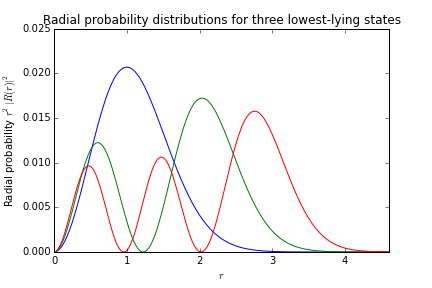 Radial probability distributions for three lowest-lying states
0.025
0.020
0.015
0.010
0.005
0.000
Radial probability r² |R(r)|²
0 1 2 3 4
r